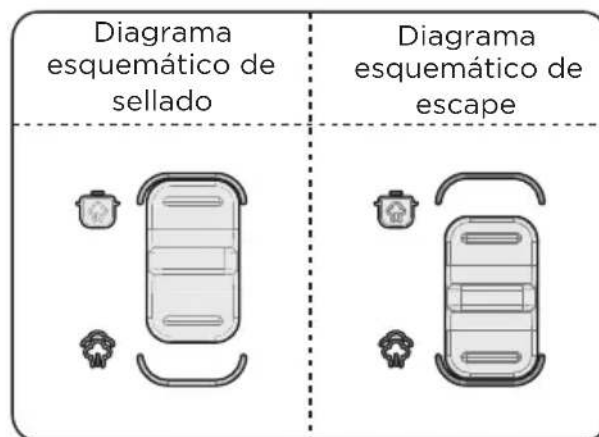 Diagrama
esquemático de
sellado
Diagrama
esquemático de
escape